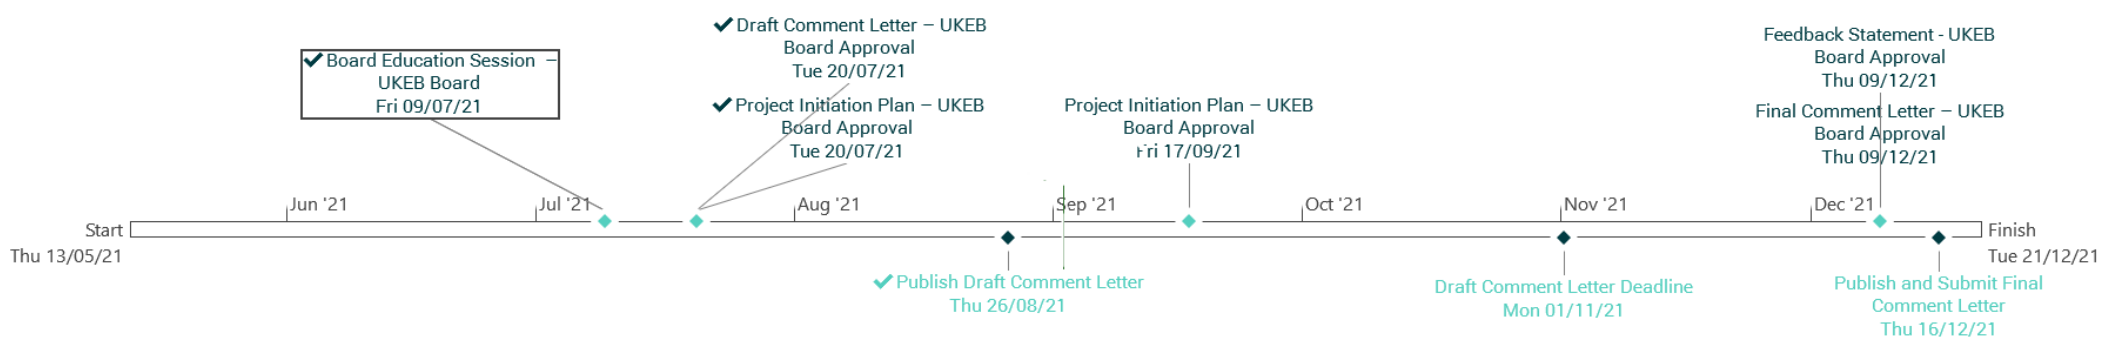 ✔ Draft Comment Letter – UKEB
Board Approval
Tue 20/07/21
Feedback Statement - UKEB
Board Approval
Thu 09/12/21
✔ Board Education Session –
UKEB Board
Fri 09/07/21
✔ Project Initiation Plan – UKEB
Board Approval
Tue 20/07/21
Project Initiation Plan – UKEB
Board Approval
Fri 17/09/21
Final Comment Letter – UKEB
Board Approval
Thu 09/12/21
Jun '21
Jul '21
Aug '21
Sep '21
Oct '21
Nov '21
Dec '21
Start
Thu 13/05/21
Finish
Tue 21/12/21
✔ Publish Draft Comment Letter
Thu 26/08/21
Draft Comment Letter Deadline
Mon 01/11/21
Publish and Submit Final
Comment Letter
Thu 16/12/21